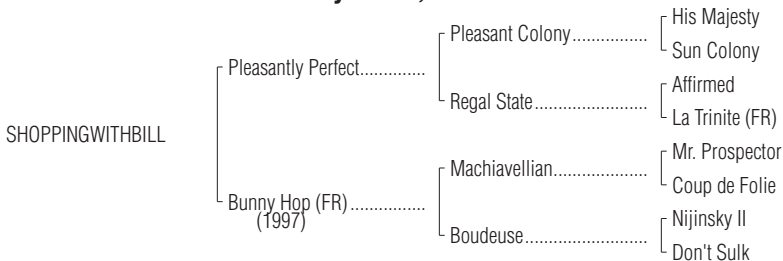 His Majesty
Pleasant Colony................
Sun Colony
Pleasantly Perfect..............
Affirmed
Regal State........................
La Trinite (FR)
SHOPPINGWITHBILL
Mr. Prospector
Machiavellian....................
Coup de Folie
Bunny Hop (FR)................
(1997)
Nijinsky II
Boudeuse..........................
Don't Sulk